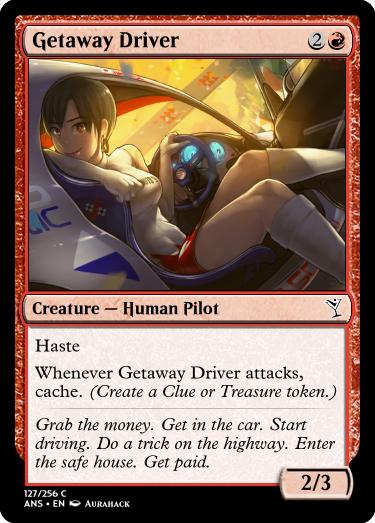 Getaway Driver
2
Creature — Human Pilot
Haste
Whenever Getaway Driver attacks,
cache. (Create a Clue or Treasure token.)
Grab the money. Get in the car. Start
driving. Do a trick on the highway. Enter
the safe house. Get paid.
2/3
127/256 C
ANS • EN Aurahack